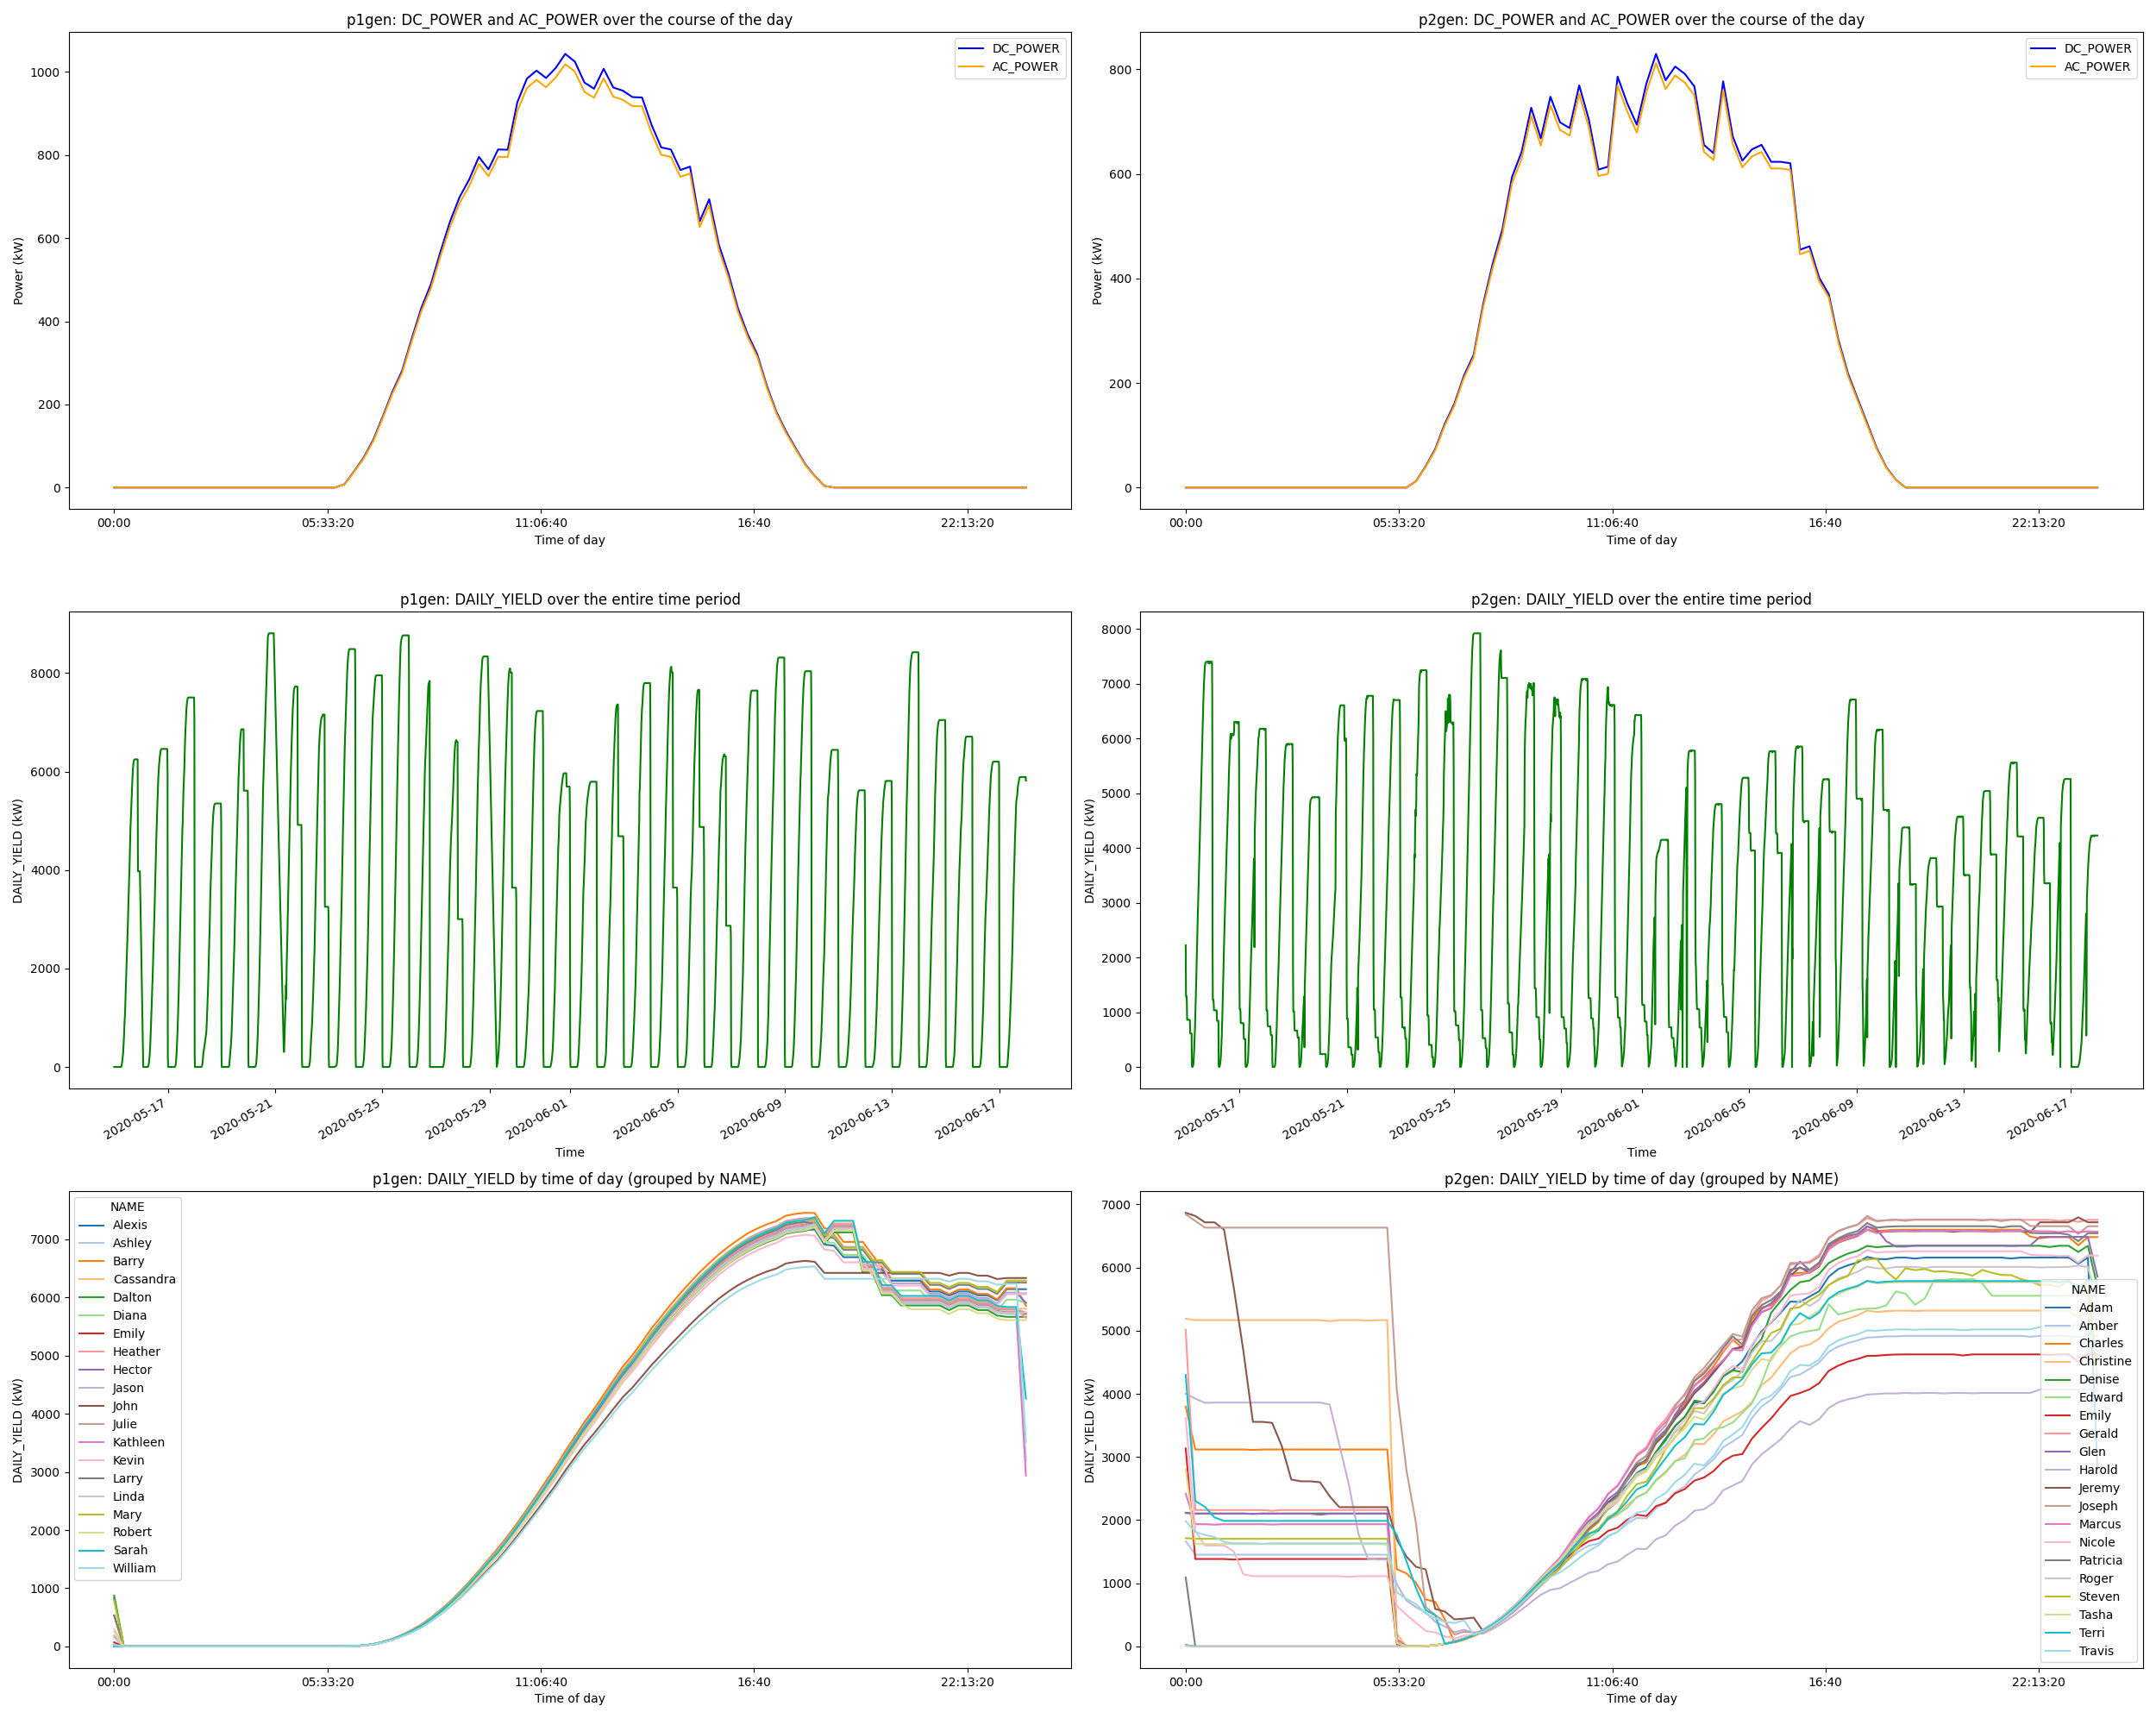 p1gen: DC_POWER and AC_POWER over the course of the day
DC_POWER
AC_POWER
Power (kW)
1000
800
600
400
200
0
00:00
05:33:20
11:06:40
16:40
22:13:20
Time of day
p2gen: DC_POWER and AC_POWER over the course of the day
DC_POWER
AC_POWER
Power (kW)
800
600
400
200
0
00:00
05:33:20
11:06:40
16:40
22:13:20
Time of day
p1gen: DAILY_YIELD over the entire time period
DAILY_YIELD (kW)
8000
6000
4000
2000
0
2020-05-17
2020-05-21
2020-05-25
2020-05-29
2020-06-01
2020-06-05
2020-06-09
2020-06-13
2020-06-17
Time
p2gen: DAILY_YIELD over the entire time period
DAILY_YIELD (kW)
8000
7000
6000
5000
4000
3000
2000
1000
0
2020-05-17
2020-05-21
2020-05-25
2020-05-29
2020-06-01
2020-06-05
2020-06-09
2020-06-13
2020-06-17
Time
p1gen: DAILY_YIELD by time of day (grouped by NAME)
NAME
Alexis
Ashley
Barry
Cassandra
Dalton
Diana
Emily
Heather
Hector
Jason
John
Julie
Kathleen
Kevin
Larry
Linda
Mary
Robert
Sarah
William
DAILY_YIELD (kW)
7000
6000
5000
4000
3000
2000
1000
0
00:00
05:33:20
11:06:40
16:40
22:13:20
Time of day
p2gen: DAILY_YIELD by time of day (grouped by NAME)
NAME
Adam
Amber
Charles
Christine
Denise
Edward
Emily
Gerald
Glen
Harold
Jeremy
Joseph
Marcus
Nicole
Patricia
Roger
Steven
Tasha
Terri
Travis
DAILY_YIELD (kW)
7000
6000
5000
4000
3000
2000
1000
0
00:00
05:33:20
11:06:40
16:40
22:13:20
Time of day